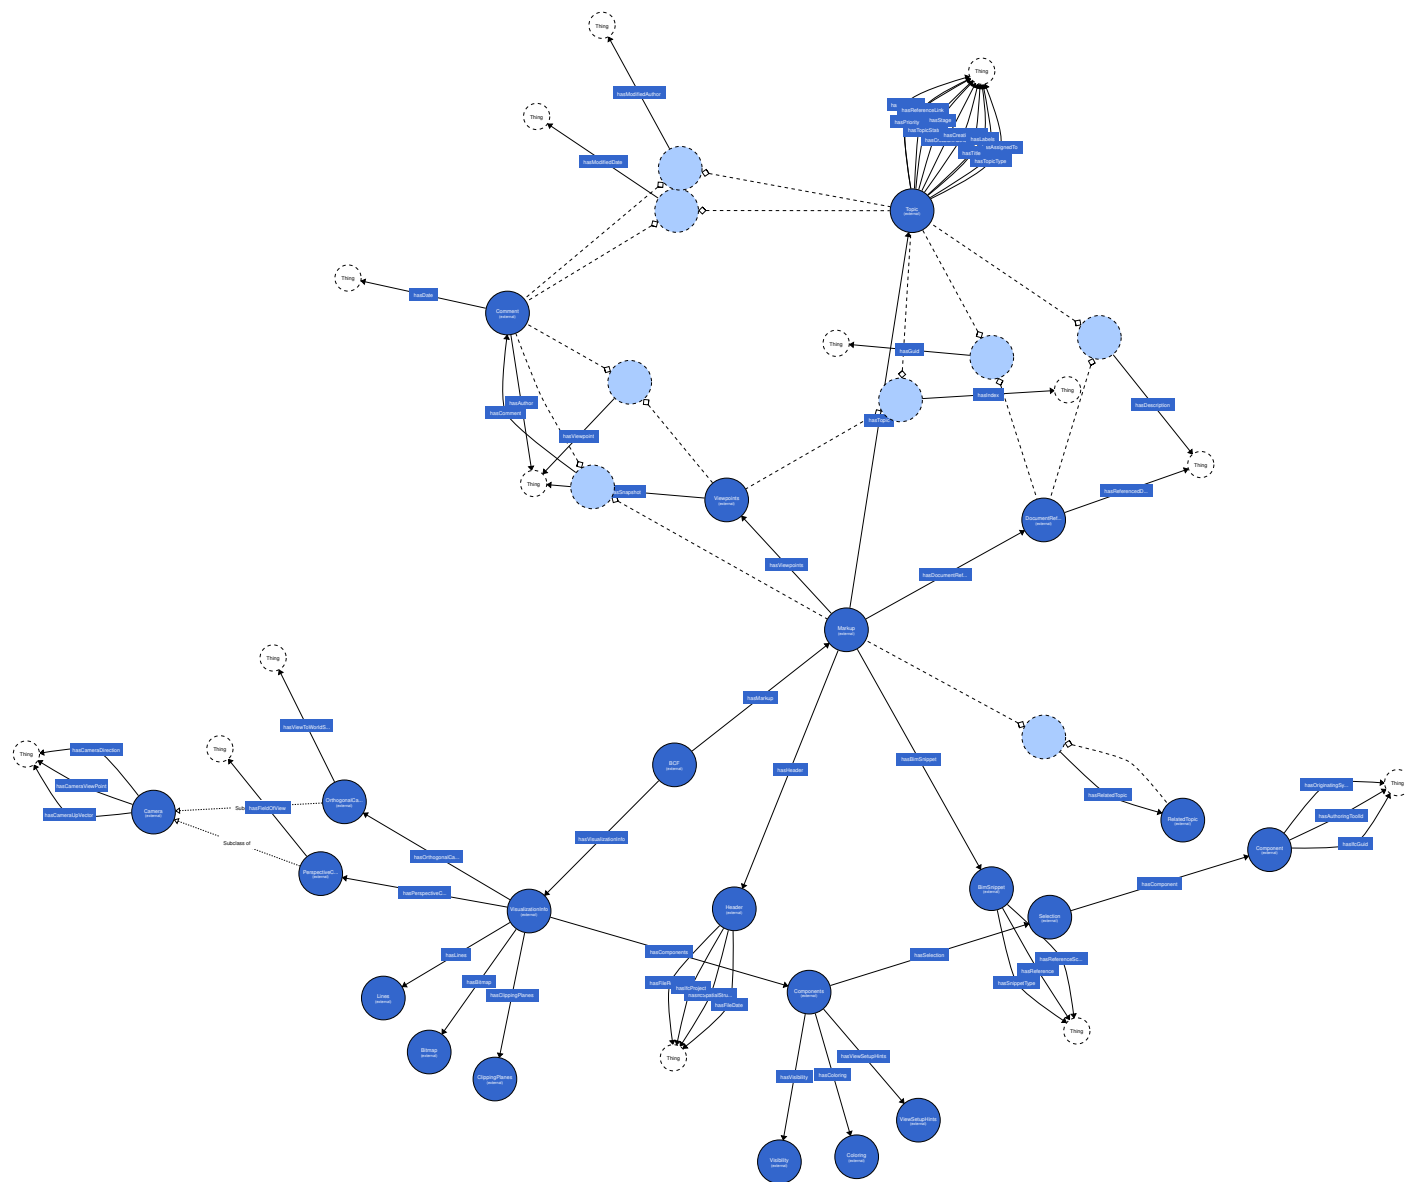 Thing
Thing
hasModifiedAuthor
hasReferenceLink
Thing
hasPriority
hasStage
hasLabels
hasAssignedTo
hasTitle
hasTopicType
hasModifiedDate
Topic
(external)
Thing
hasDate
Comment
(external)
Thing
hasGuid
Thing
hasIndex
hasAuthor
hasComment
hasDescription
hasTopic
hasViewpoint
Thing
Thing
hasSnapshot
Viewpoints
(external)
hasReferencedD...
DocumentRef...
(external)
hasViewpoints
hasDocumentRef...
Markup
(external)
Thing
hasMarkup
hasViewToWorldS...
Thing
Thing
hasCameraDirection
hasCameraViewPoint
hasCameraUpVector
BCF
(external)
hasHeader
hasBimSnippet
hasOriginatingSy...
Thing
hasRelatedTopic
OrthogonalCa...
(external)
Camera
(external)
hasFieldOfView
hasAuthoringToolId
RelatedTopic
(external)
hasVisualizationInfo
Subclass of
hasIfcGuid
Component
(external)
hasOrthogonalCa...
PerspectiveC...
(external)
hasPerspectiveC...
hasComponent
BimSnippet
(external)
VisualizationInfo
(external)
Header
(external)
Selection
(external)
hasLines
hasComponents
hasSelection
hasReferenceSc...
hasReference
hasBitmap
hasSnippetType
hasIfcProject
hasClippingPlanes
hasFileDate
Lines
(external)
Components
(external)
Thing
Bitmap
(external)
Thing
hasViewSetupHints
hasVisibility
hasColoring
ClippingPlanes
(external)
ViewSetupHints
(external)
Visibility
(external)
Coloring
(external)